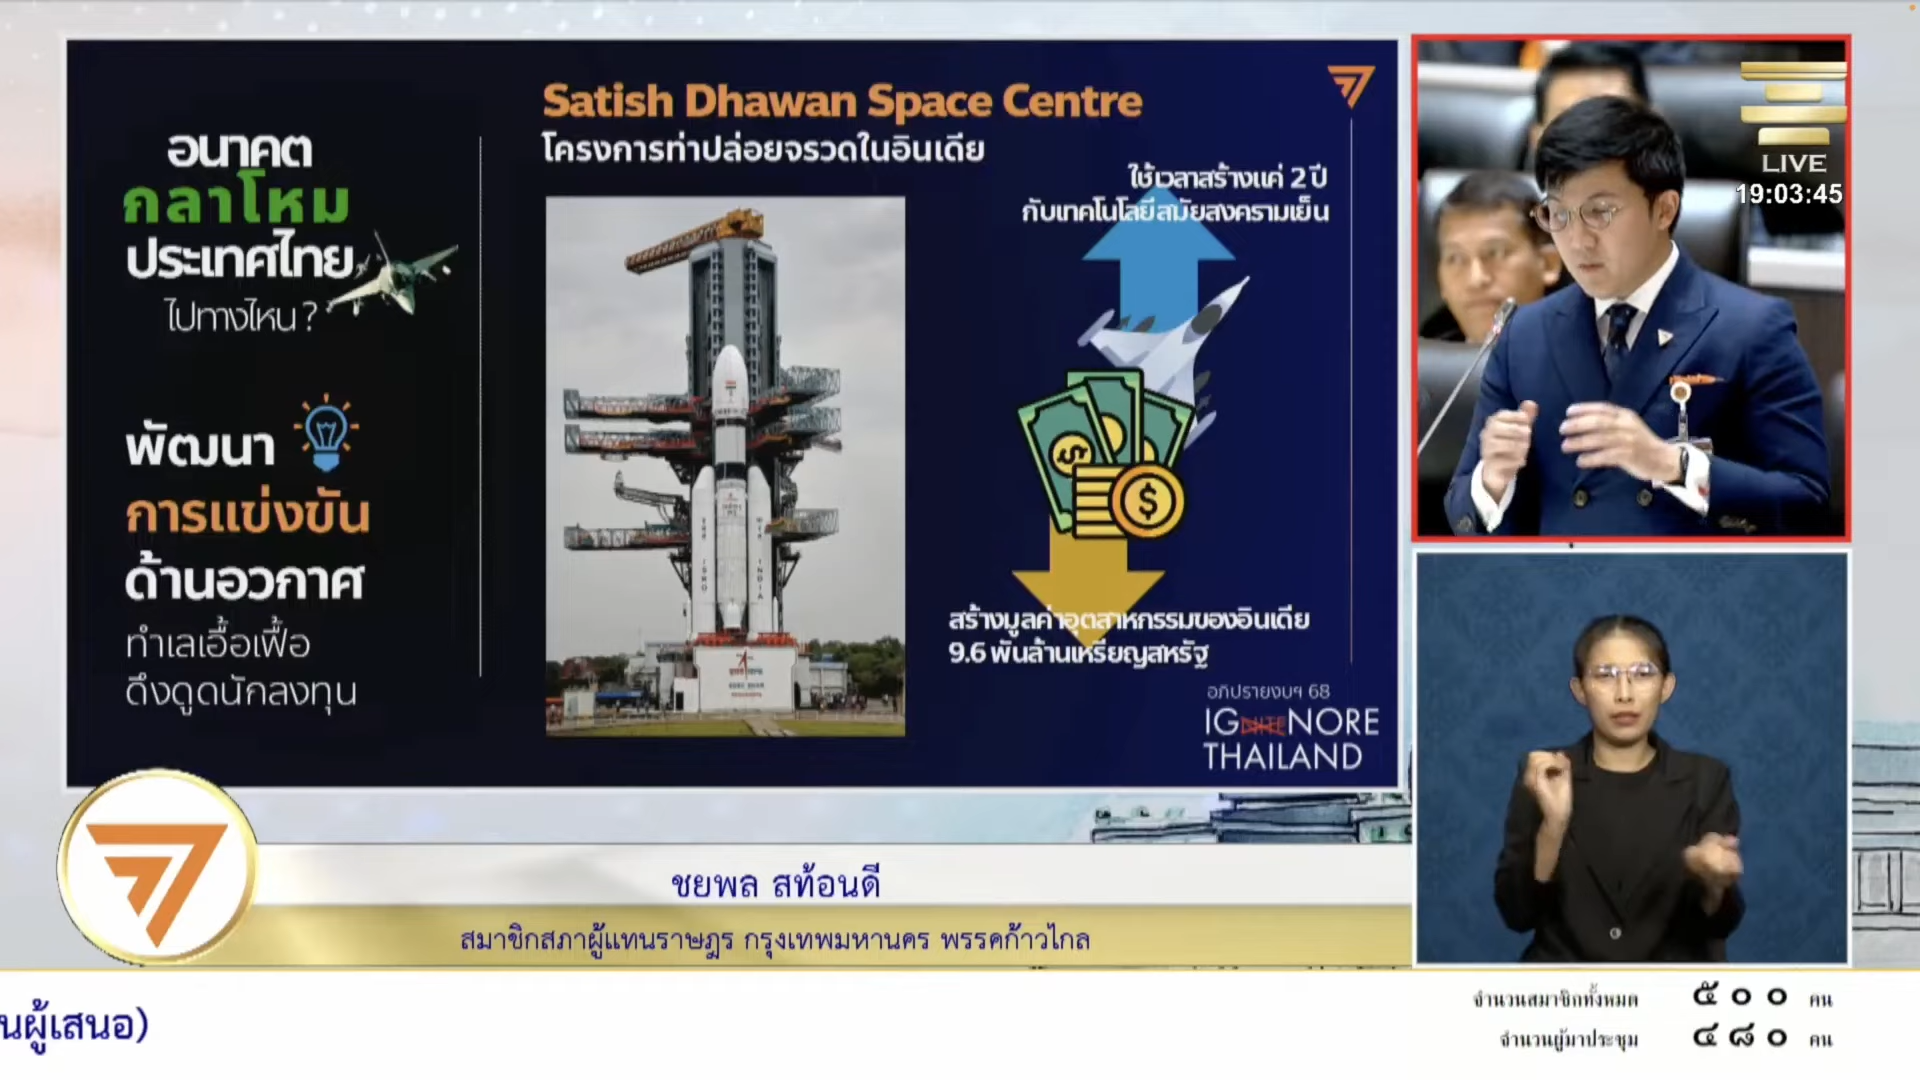 อนาคต
กลาโหม
ประเทศไทย
ไปทางไหน ?
พัฒนา
การแข่งขัน
ด้านอวกาศ
ทำเลเอื้อเฟื้อ
ดึงดูดนักลงทุน
Satish Dhawan Space Centre
โครงการท่าปล่อยจรวดในอินเดีย
ใช้เวลาสร้างแค่ 2 ปี
กับเทคโนโลยีสมัยสงครามเย็น
สร้างมูลค่าอุตสาหกรรมของอินเดีย
9.6 พันล้านเหรียญสหรัฐ
อภิปรายงบฯ 68
IGNITENORE
THAILAND
LIVE
19:03:45
ชยพล สท้อนดี
สมาชิกสภาผู้แทนราษฎร กรุงเทพมหานคร พรรคก้าวไกล
นผู้เสนอ)
จำนวนสมาชิกทั้งหมด ๕๐๐ คน
จำนวนผู้มาประชุม ๔๘๐ คน